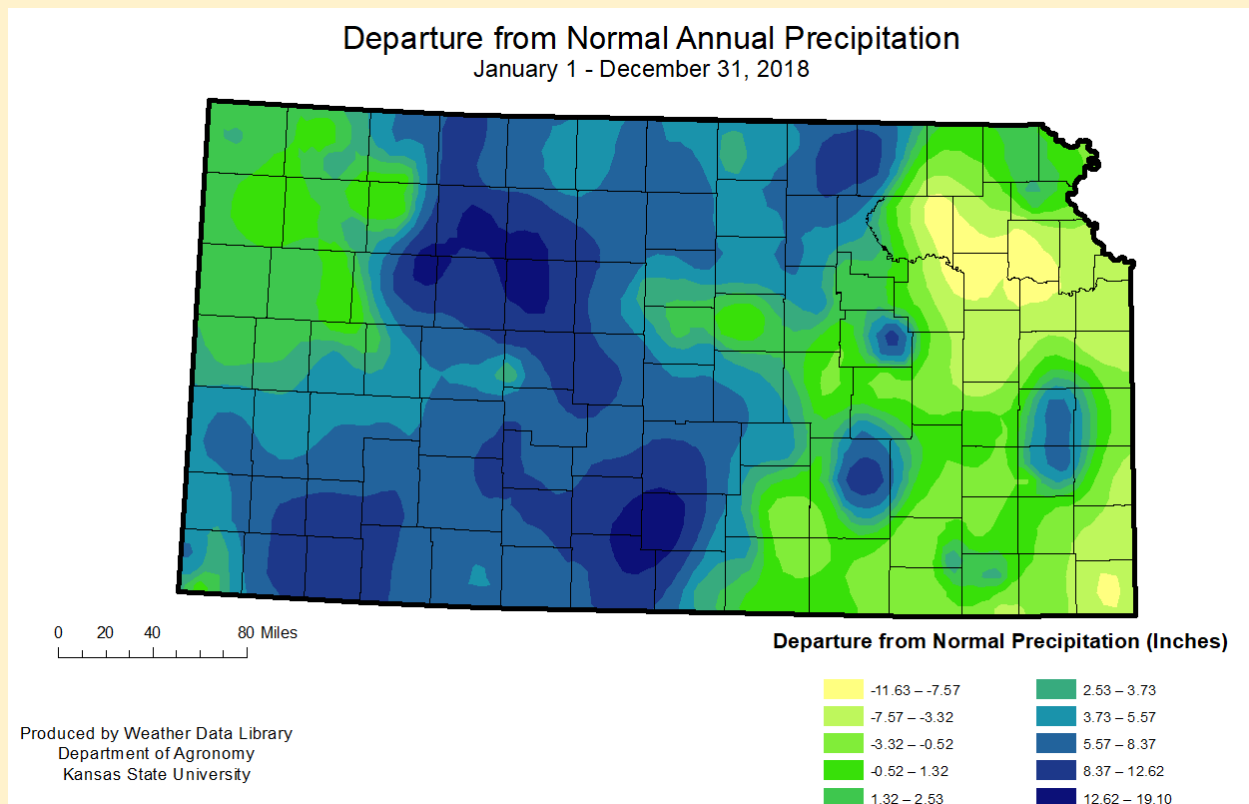 Departure from Normal Annual Precipitation
January 1 - December 31, 2018
0 20 40 80 Miles
Departure from Normal Precipitation (Inches)
-11.63 – -7.57
-7.57 – -3.32
-3.32 – -0.52
-0.52 – 1.32
1.32 – 2.53
2.53 – 3.73
3.73 – 5.57
5.57 – 8.37
8.37 – 12.62
12.62 – 19.10
Produced by Weather Data Library
Department of Agronomy
Kansas State University